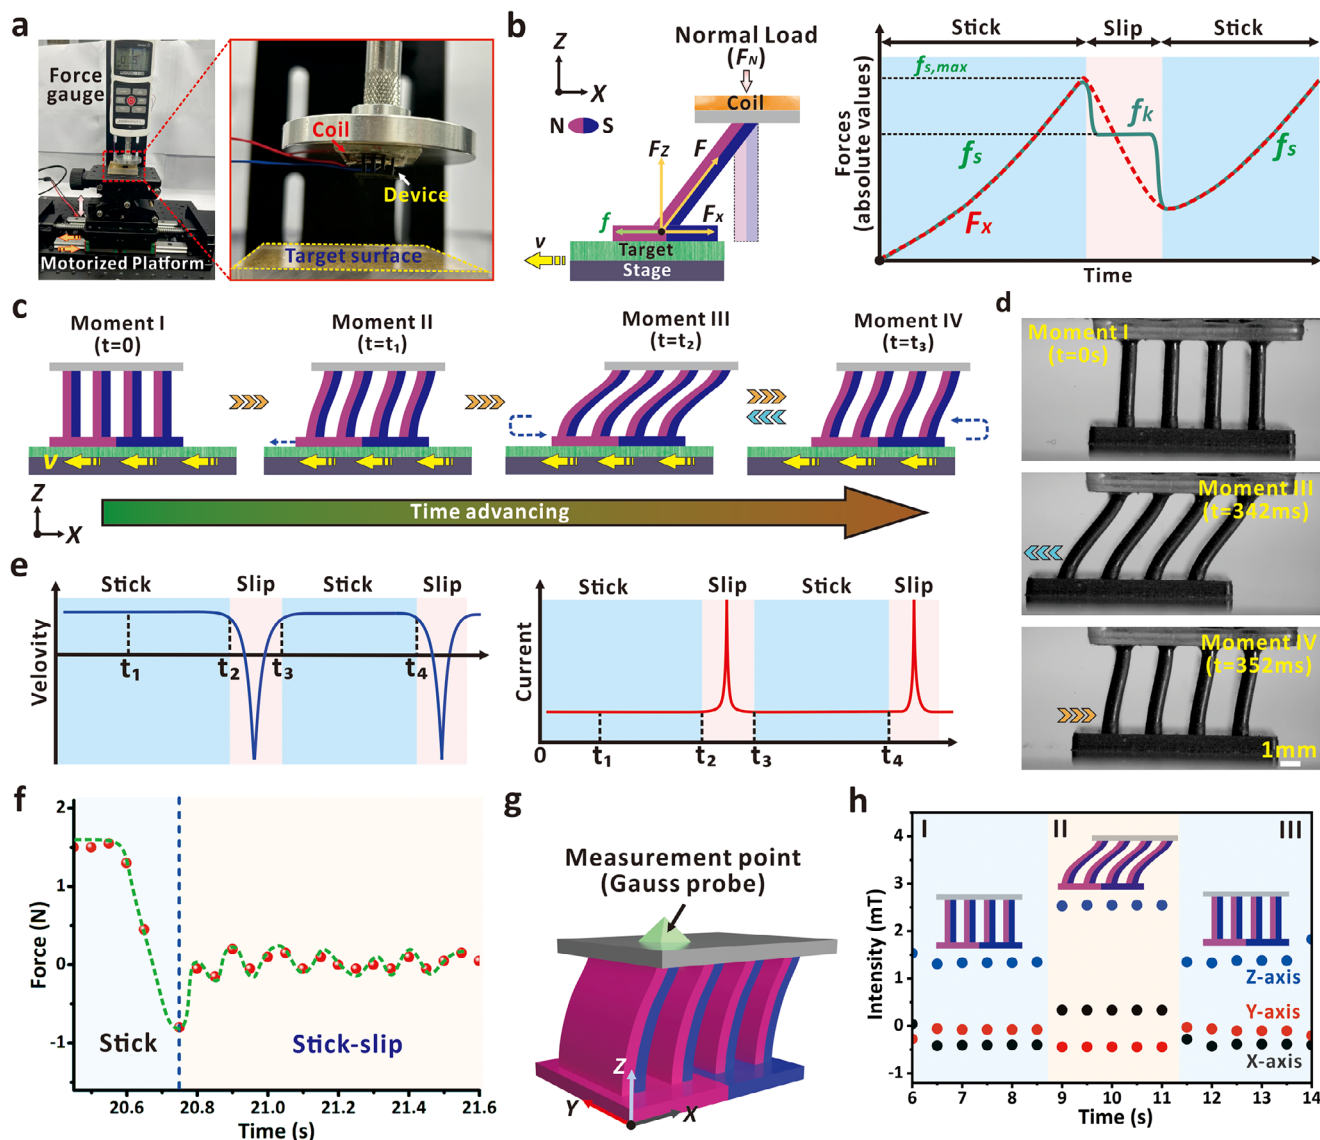 a
Force
gauge
Motorized Platform
Coil
Device
Target surface
b
Z
X
N S
Normal Load
(FN)
Coil
Fz
F
f
Fx
v
Target
Stage
Stick
Slip
Stick
fs,max
fk
fs
fs
Fx
Forces
(absolute values)
Time
c
Moment I
(t=0)
Moment II
(t=t₁)
Moment III
(t=t₂)
Moment IV
(t=t₃)
V
Z
X
Time advancing
d
Moment I
(t=0s)
Moment III
(t=342ms)
Moment IV
(t=352ms)
1mm
e
Stick
Slip
Stick
Slip
Velovity
t₁
t₂
t₃
t₄
Stick
Slip
Stick
Slip
Current
0
t₁
t₂
t₃
t₄
f
2
1
0
-1
Force (N)
Stick
Stick-slip
20.6
20.8
21.0
21.2
21.4
21.6
Time (s)
g
Measurement point
(Gauss probe)
Z
Y
X
h
4
3
2
1
0
-1
Intensity (mT)
I
II
III
Z-axis
Y-axis
X-axis
6
7
8
9
10
11
12
13
14
Time (s)